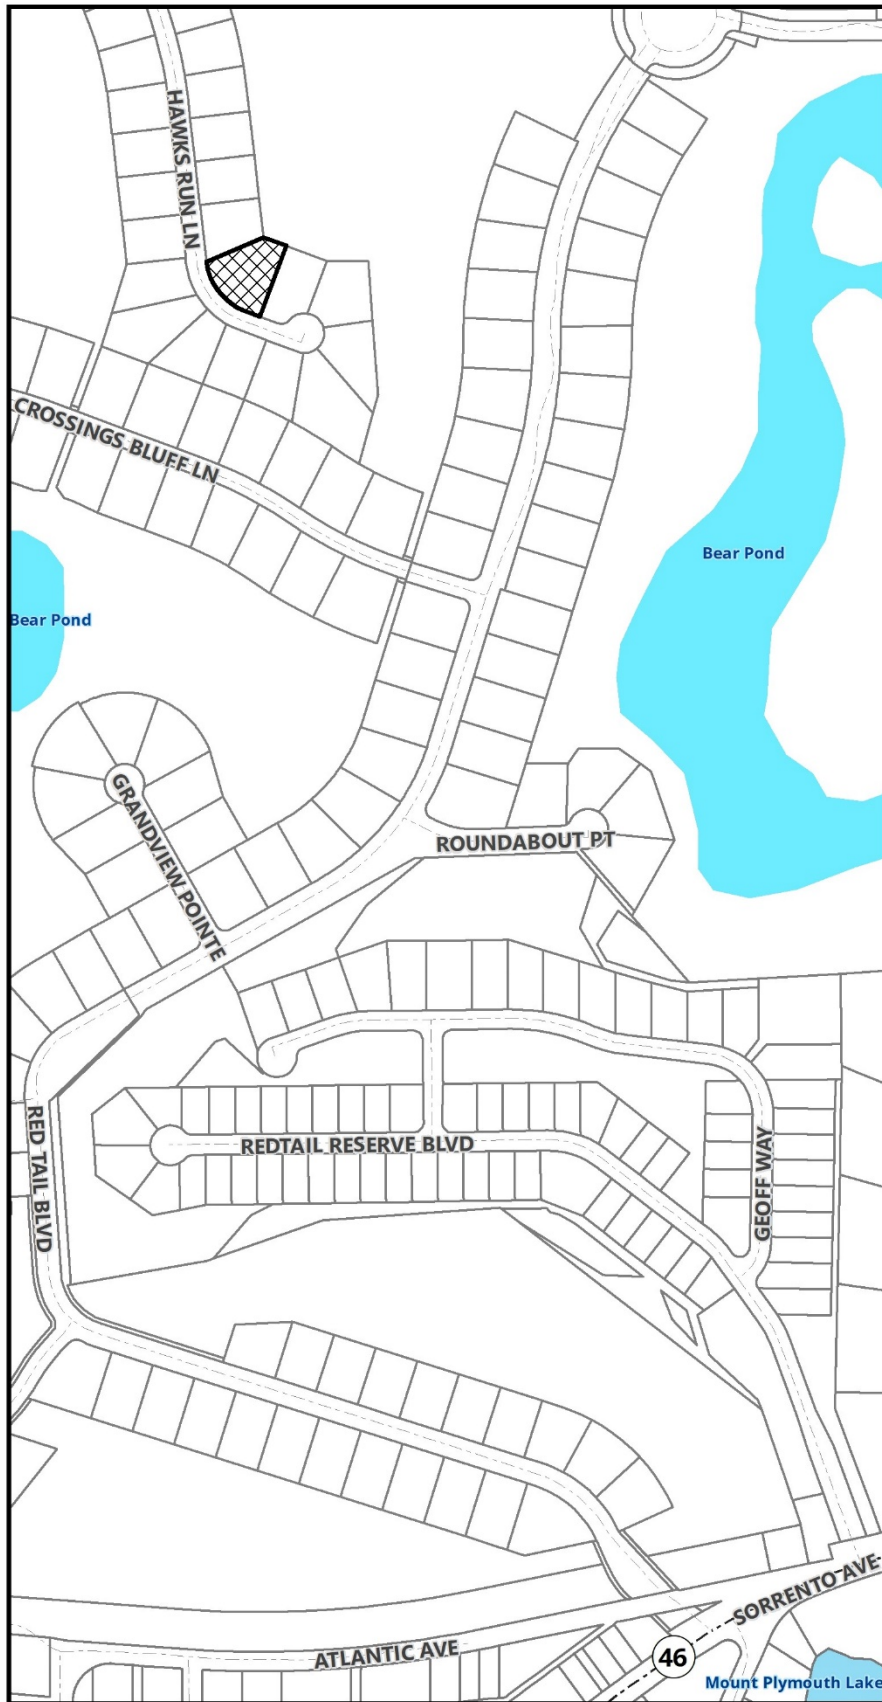 HAWKS RUN LN
CROSSINGS BLUFF LN
Bear Pond
Bear Pond
GRANDVIEW POINTE
ROUNDABOUT PT
RED TAIL BLVD
REDTAIL RESERVE BLVD
GEOFF WAY
SORRENTO AVE
ATLANTIC AVE
46
Mount Plymouth Lake